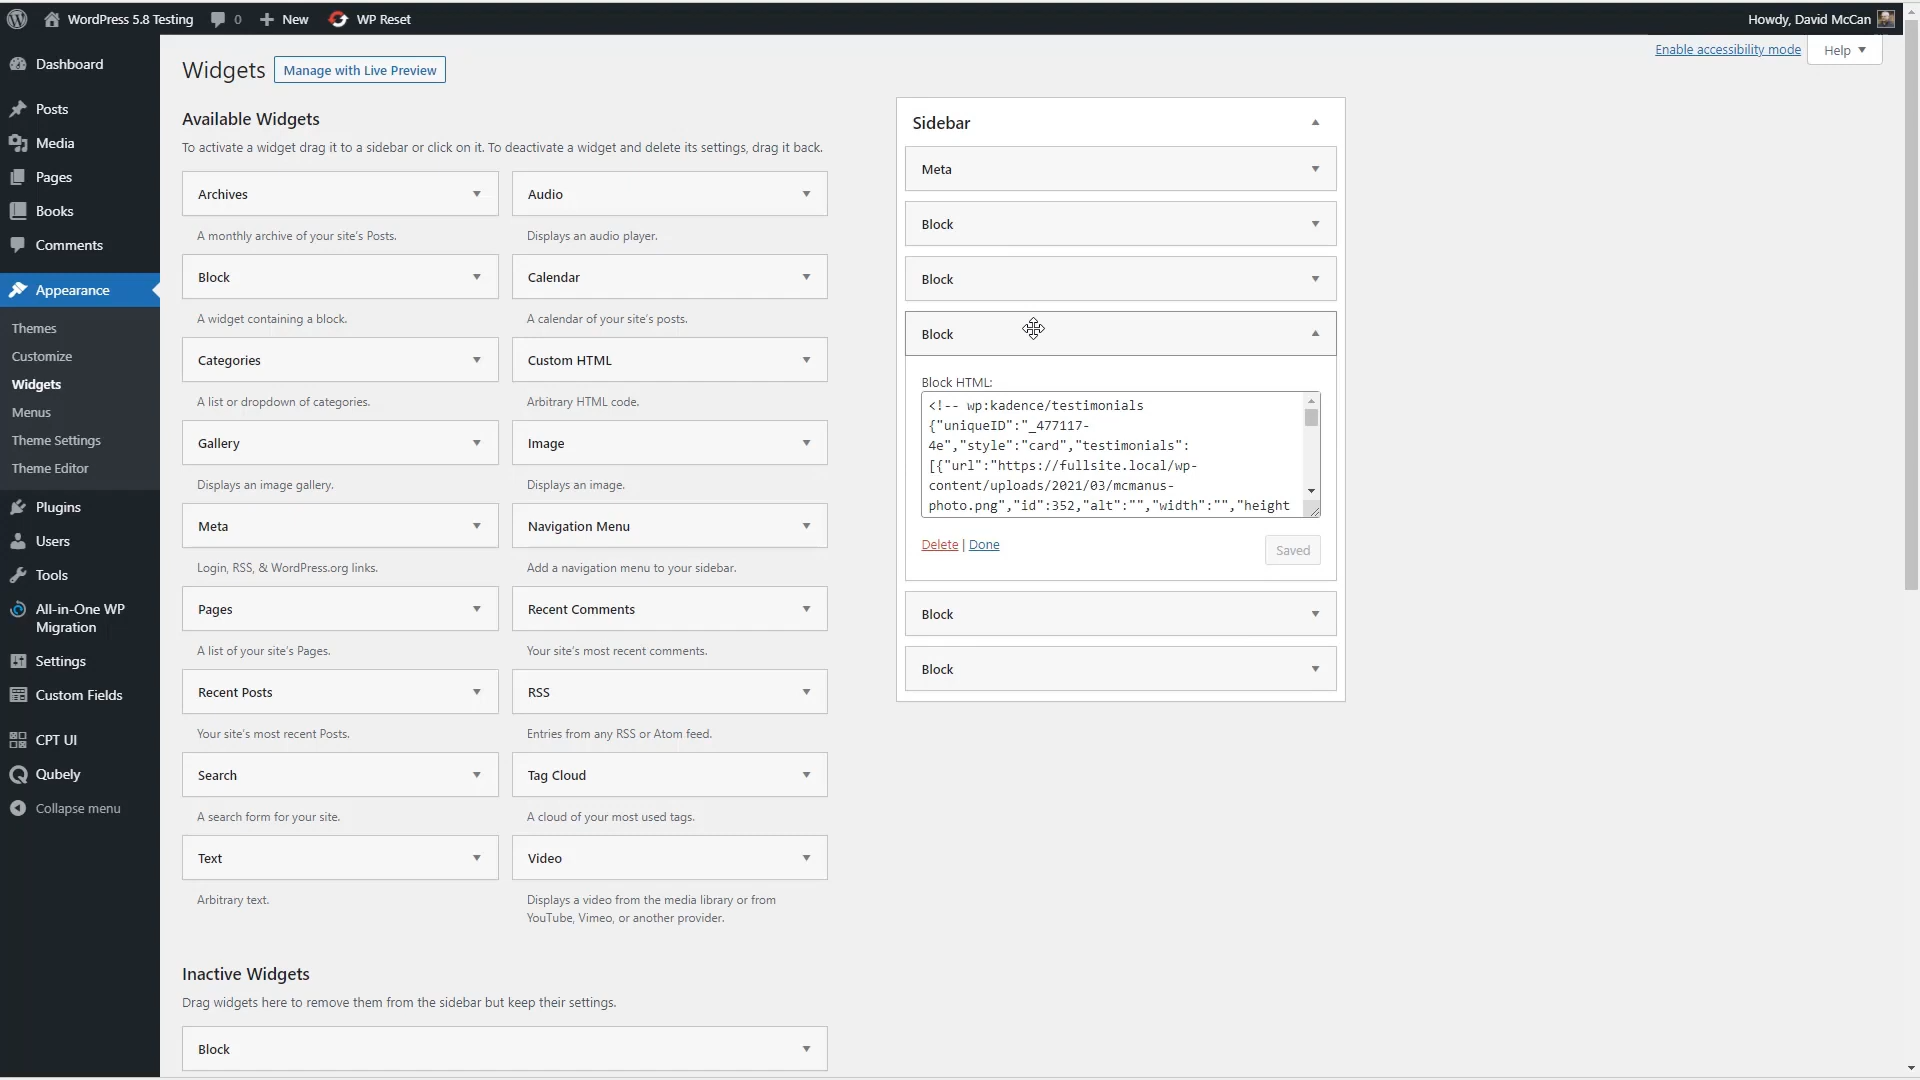 WordPress 5.8 Testing
0
New
WP Reset
Howdy, David McCan
Dashboard
Posts
Media
Pages
Books
Comments
Appearance
Themes
Customize
Widgets
Menus
Theme Settings
Theme Editor
Plugins
Users
Tools
All-in-One WP
Migration
Settings
Custom Fields
CPT UI
Qubely
Collapse menu
Enable accessibility mode
Help
Widgets
Manage with Live Preview
Available Widgets
To activate a widget drag it to a sidebar or click on it. To deactivate a widget and delete its settings, drag it back.
Archives
A monthly archive of your site's Posts.
Audio
Displays an audio player.
Block
A widget containing a block.
Calendar
A calendar of your site's posts.
Categories
A list or dropdown of categories.
Custom HTML
Arbitrary HTML code.
Gallery
Displays an image gallery.
Image
Displays an image.
Meta
Login, RSS, & WordPress.org links.
Navigation Menu
Add a navigation menu to your sidebar.
Pages
A list of your site's Pages.
Recent Comments
Your site's most recent comments.
Recent Posts
Your site's most recent Posts.
RSS
Entries from any RSS or Atom feed.
Search
A search form for your site.
Tag Cloud
A cloud of your most used tags.
Text
Arbitrary text.
Video
Displays a video from the media library or from
YouTube, Vimeo, or another provider.
Inactive Widgets
Drag widgets here to remove them from the sidebar but keep their settings.
Block
Sidebar
Meta
Block
Block
Block
Block HTML:
<!-- wp:kadence/testimonials
{"uniqueID":"_477117-
4e","style":"card","testimonials":
[{"url":"https://fullsite.local/wp-
content/uploads/2021/03/mcmanus-
photo.png","id":352,"alt":"","width":"","height
Delete | Done
Saved
Block
Block